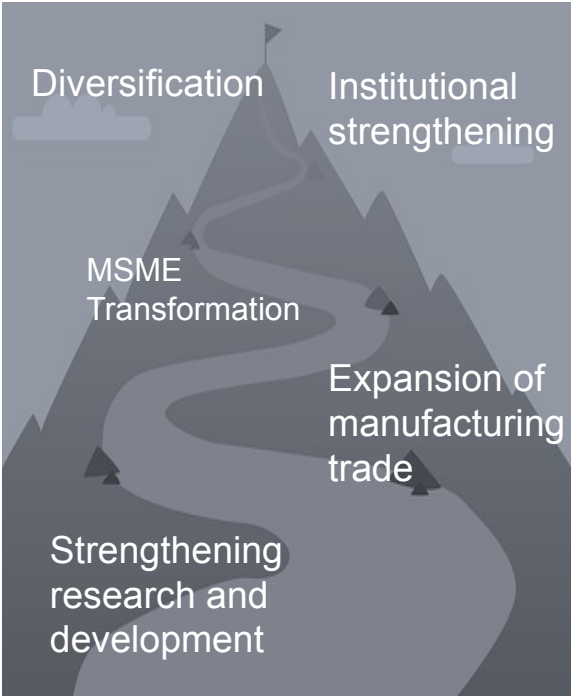 Diversification
Institutional
strengthening
MSME
Transformation
Expansion of
manufacturing
trade
Strengthening
research and
development